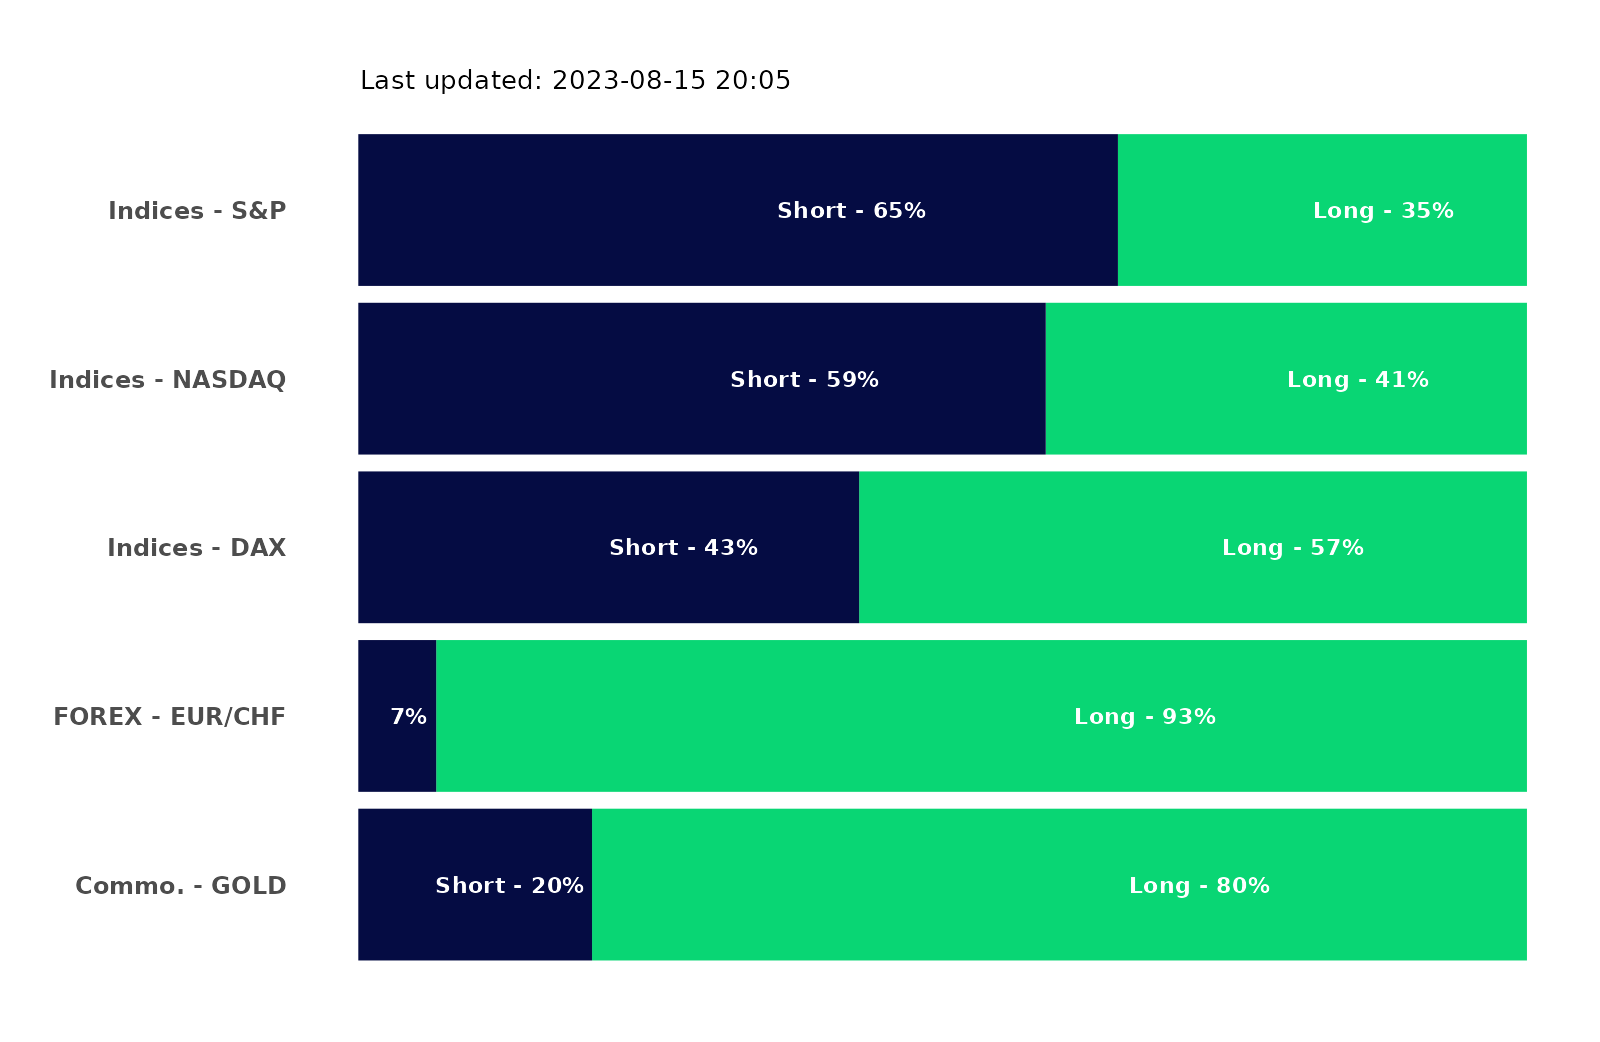 Last updated: 2023-08-15 20:05
Indices - S&P Short - 65% Long - 35%
Indices - NASDAQ Short - 59% Long - 41%
Indices - DAX Short - 43% Long - 57%
FOREX - EUR/CHF 7% Long - 93%
Commo. - GOLD Short - 20% Long - 80%